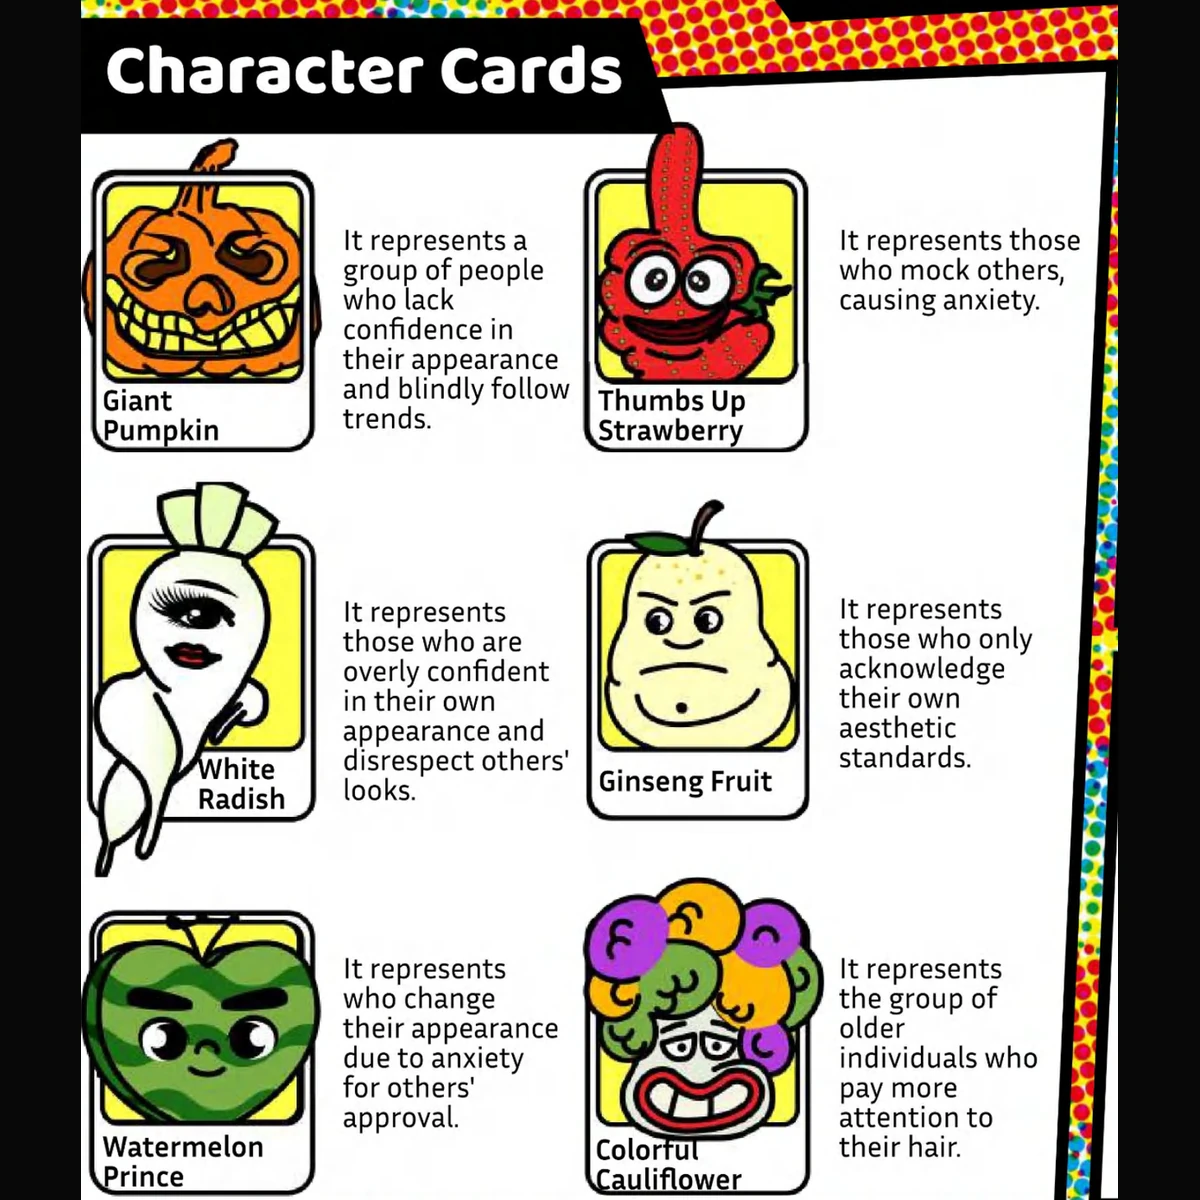 Character Cards
Giant
Pumpkin
It represents a
group of people
who lack
confidence in
their appearance
and blindly follow
trends.
Thumbs Up
Strawberry
It represents those
who mock others,
causing anxiety.
White
Radish
It represents
those who are
overly confident
in their own
appearance and
disrespect others'
looks.
Ginseng Fruit
It represents
those who only
acknowledge
their own
aesthetic
standards.
Watermelon
Prince
It represents
who change
their appearance
due to anxiety
for others'
approval.
Colorful
Cauliflower
It represents
the group of
older
individuals who
pay more
attention to
their hair.